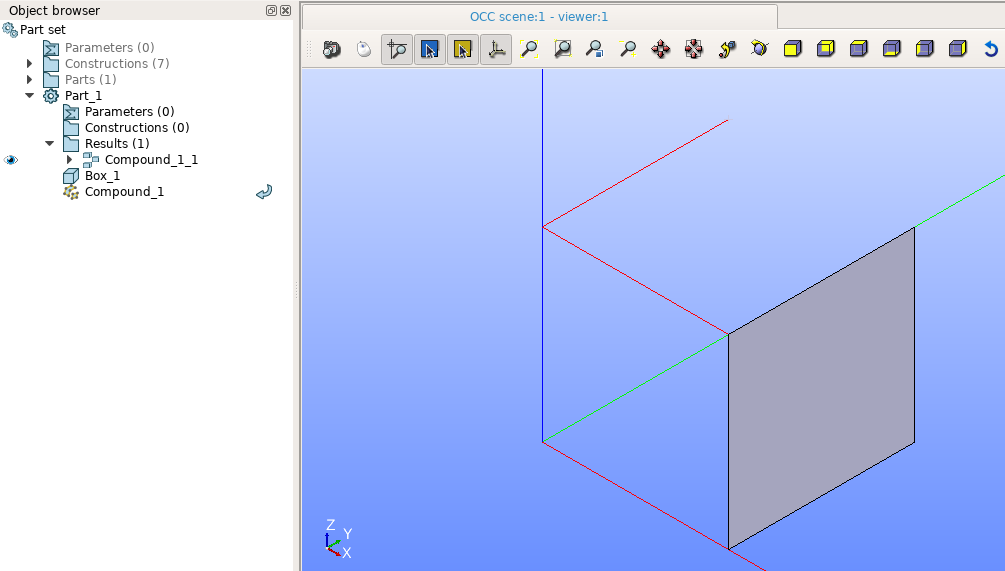 Object browser
Part set
Parameters (0)
Constructions (7)
Parts (1)
Part_1
Parameters (0)
Constructions (0)
Results (1)
Compound_1_1
Box_1
Compound_1
OCC scene:1 - viewer:1
Z
Y
X